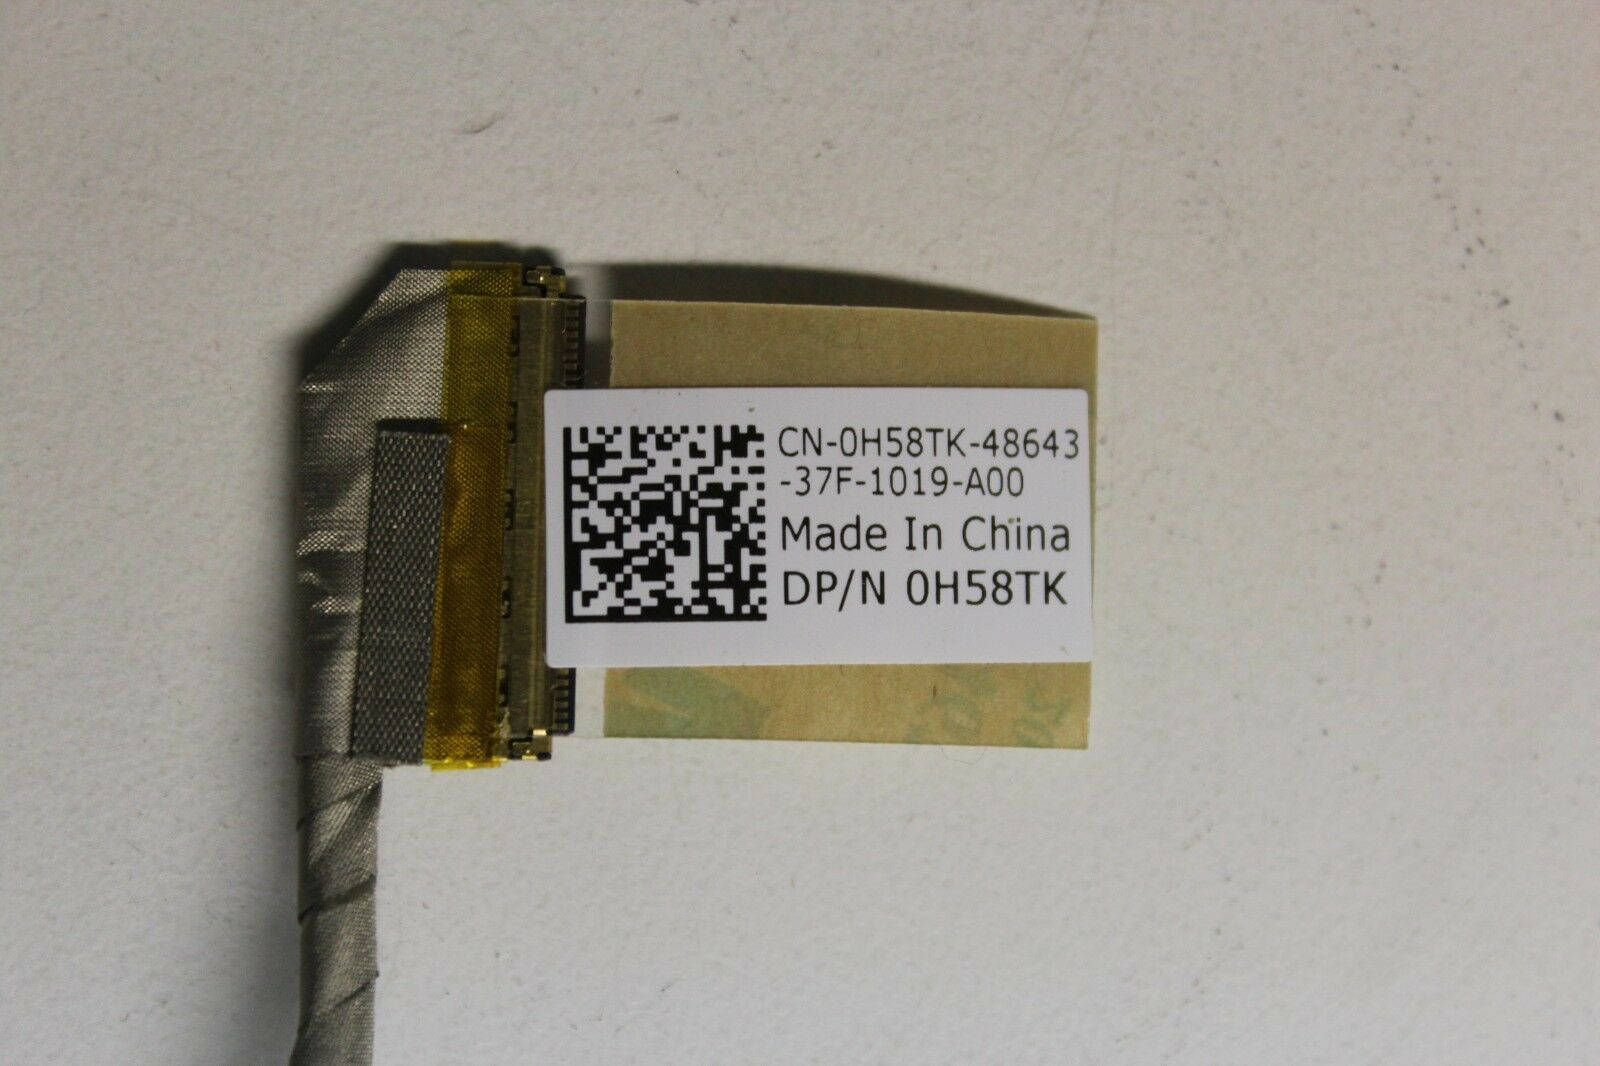 CN-0H58TK-48643
-37F-1019-A00
Made In China
DP/N 0H58TK